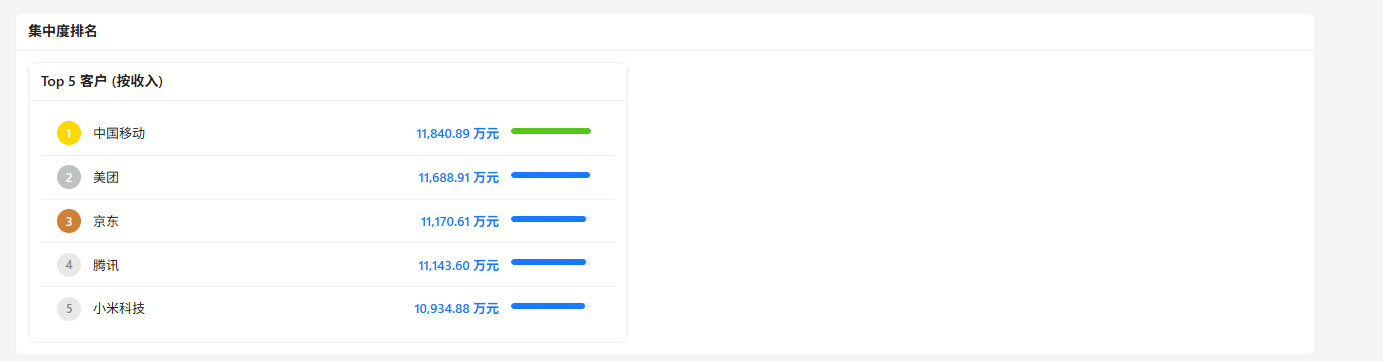 集中度排名
Top 5 客户 (按收入)
1 中国移动 11,840.89 万元
2 美团 11,688.91 万元
3 京东 11,170.61 万元
4 腾讯 11,143.60 万元
5 小米科技 10,934.88 万元